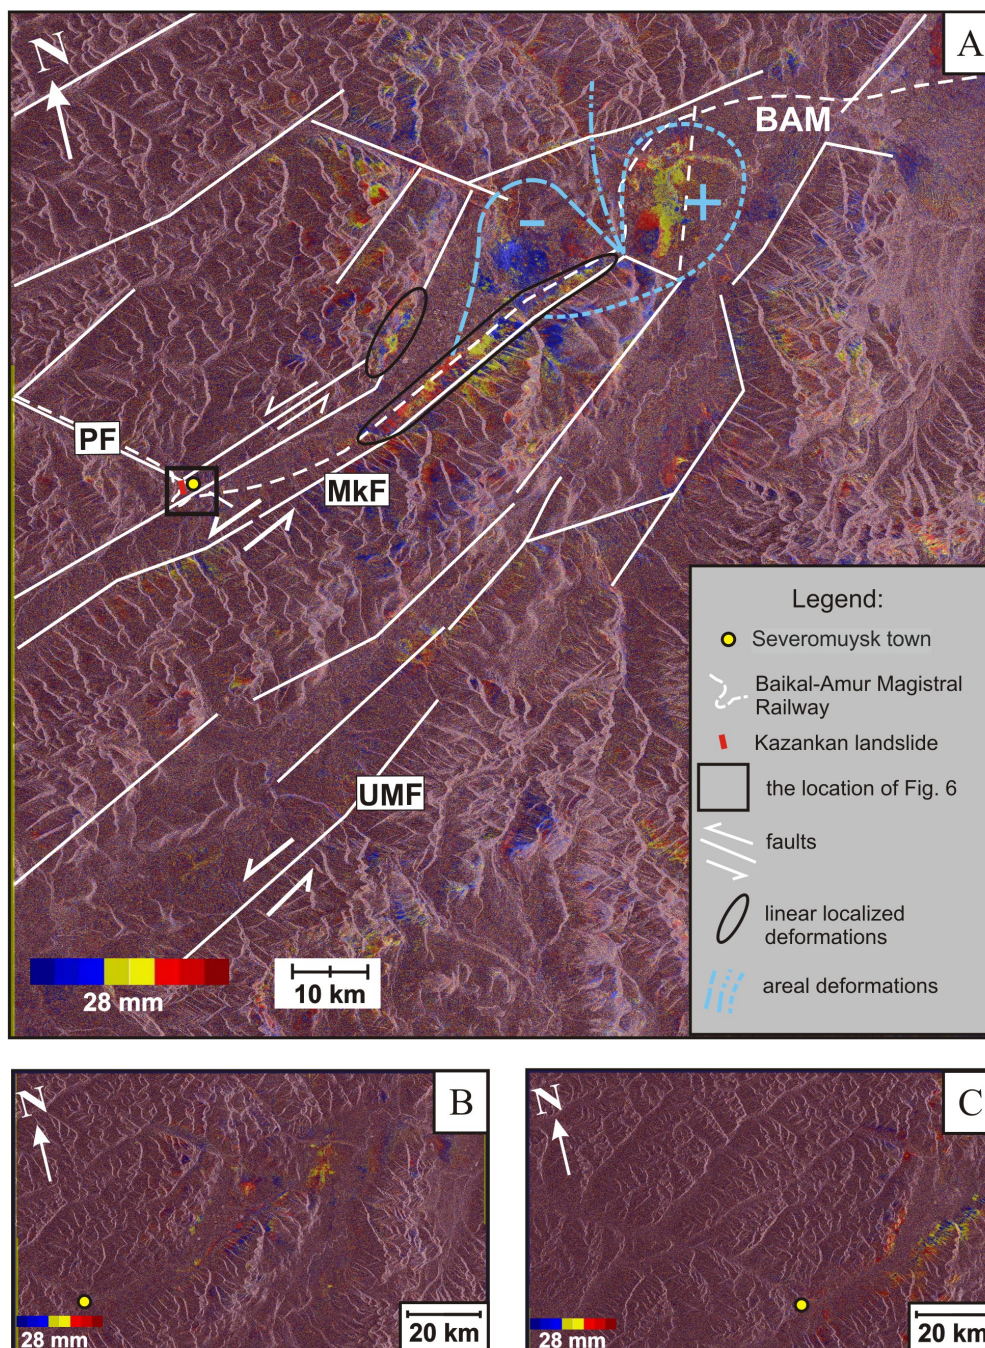 N
A
BAM
-
+
PF
MkF
UMF
28 mm
10 km
Legend:
Severomuysk town
Baikal-Amur Magistral
Railway
Kazankan landslide
the location of Fig. 6
faults
linear localized
deformations
areal deformations
N
B
28 mm
20 km
N
C
28 mm
20 km